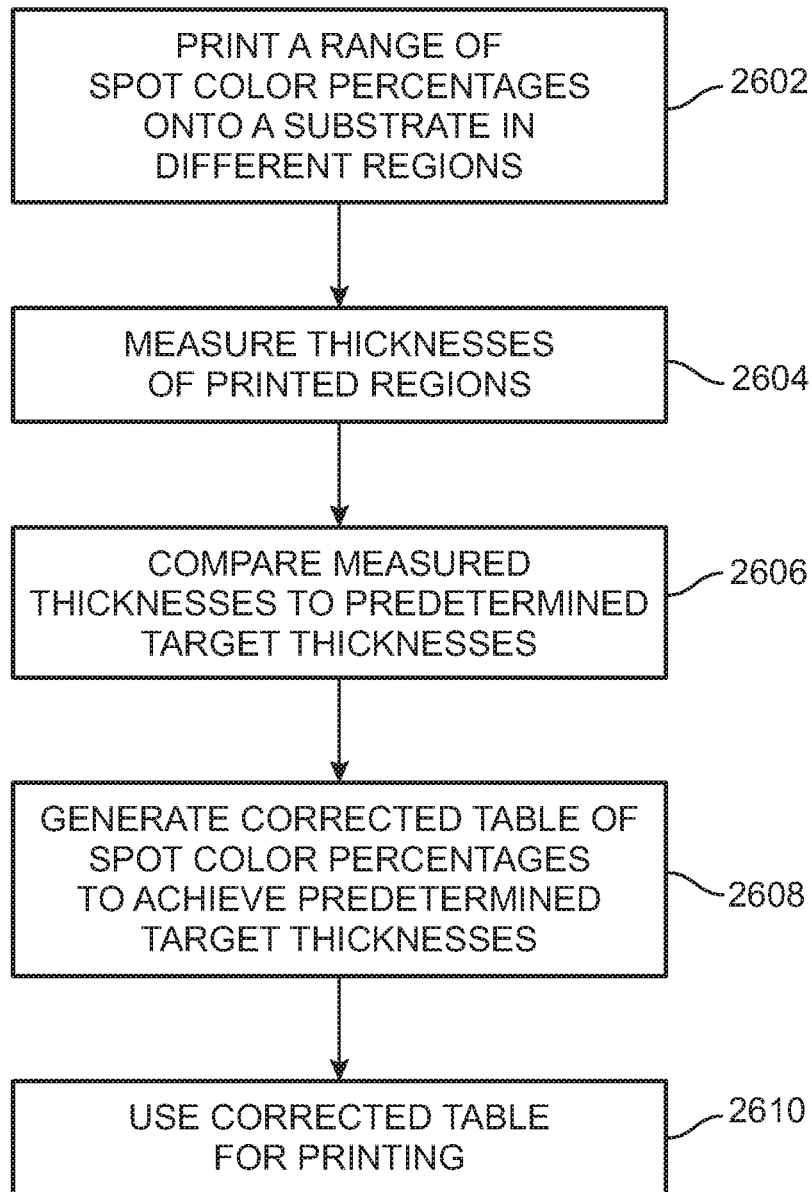 PRINT A RANGE OF
SPOT COLOR PERCENTAGES
ONTO A SUBSTRATE IN
DIFFERENT REGIONS
2602
MEASURE THICKNESSES
OF PRINTED REGIONS
2604
COMPARE MEASURED
THICKNESSES TO PREDETERMINED
TARGET THICKNESSES
2606
GENERATE CORRECTED TABLE OF
SPOT COLOR PERCENTAGES
TO ACHIEVE PREDETERMINED
TARGET THICKNESSES
2608
USE CORRECTED TABLE
FOR PRINTING
2610